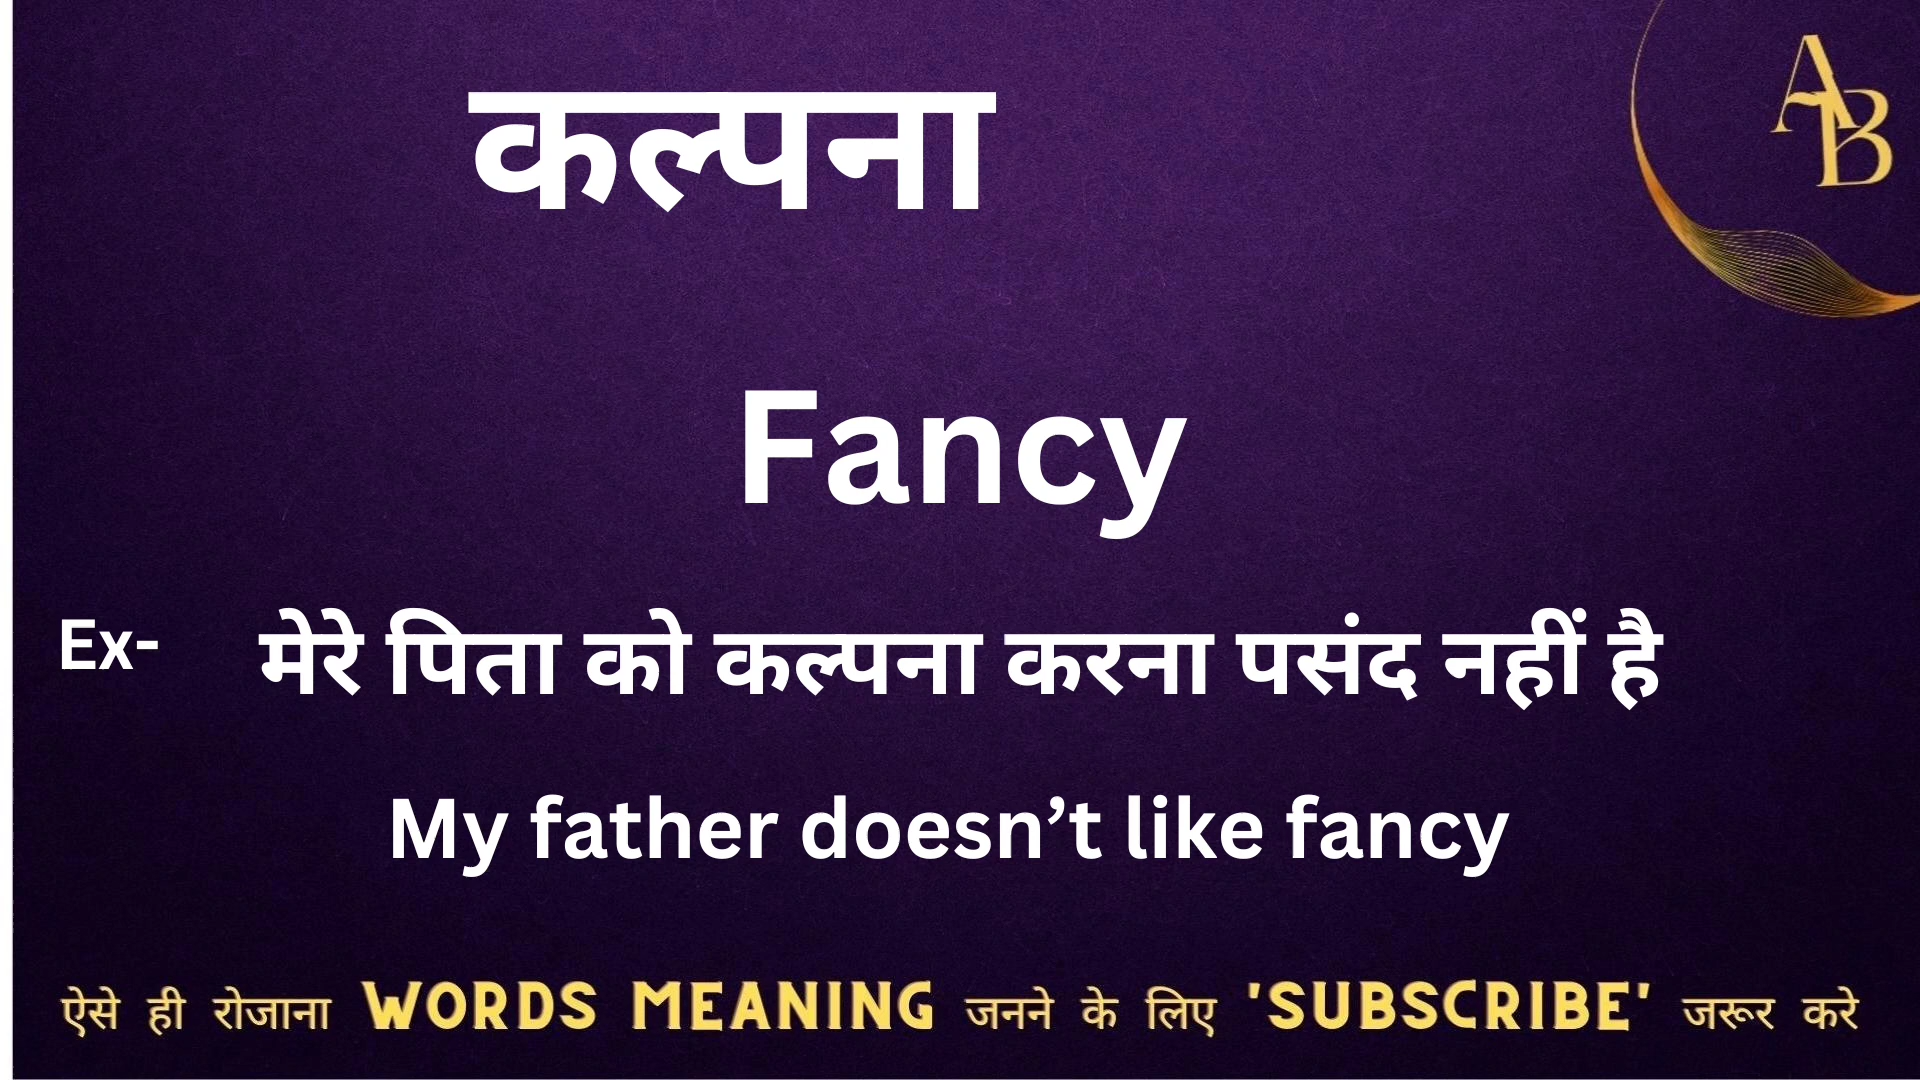 AB
कल्पना
Fancy
Ex- मेरे पिता को कल्पना करना पसंद नहीं है
My father doesn’t like fancy
ऐसे ही रोजाना WORDS MEANING जनने के लिए 'SUBSCRIBE' जरूर करे